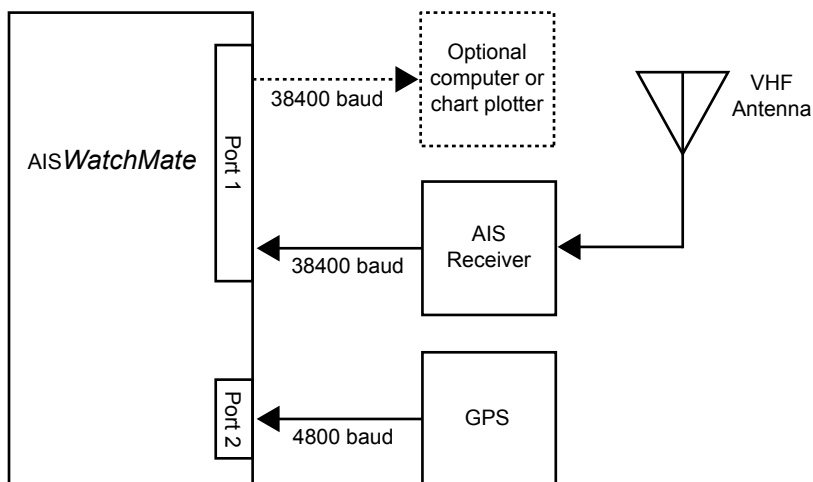 AISWatchMate
Port 1
Port 2
38400 baud
Optional
computer or
chart plotter
VHF
Antenna
38400 baud
AIS
Receiver
4800 baud
GPS